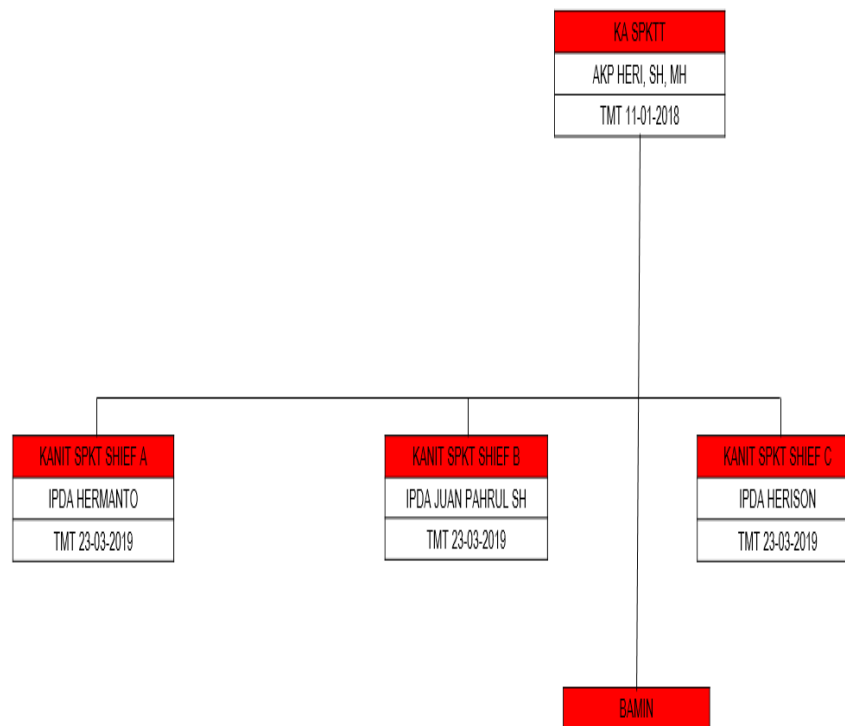 KA SPKTT
AKP HERI, SH, MH
TMT 11-01-2018
KANIT SPKT SHIEF A
IPDA HERMANTO
TMT 23-03-2019
KANIT SPKT SHIEF B
IPDA JUAN PAHRUL SH
TMT 23-03-2019
KANIT SPKT SHIEF C
IPDA HERISON
TMT 23-03-2019
BAMIN